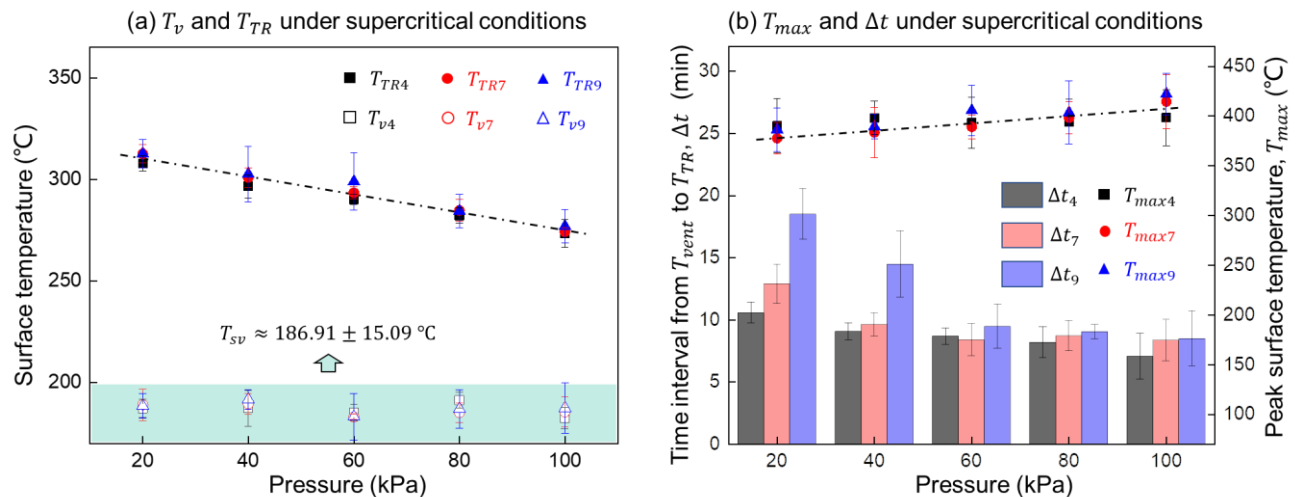 (a) T_v and T_TR under supercritical conditions
350
300
250
200
Surface temperature (℃)
T_TR4 T_TR7 T_TR9
T_v4 T_v7 T_v9
T_sv ≈ 186.91 ± 15.09 ℃
20 40 60 80 100
Pressure (kPa)
(b) T_max and Δt under supercritical conditions
Time interval from T_vent to T_TR, Δt (min)
30
25
20
15
10
5
0
Δt_4 T_max4
Δt_7 T_max7
Δt_9 T_max9
450
400
350
300
250
200
150
100
Peak surface temperature, T_max (℃)
20 40 60 80 100
Pressure (kPa)